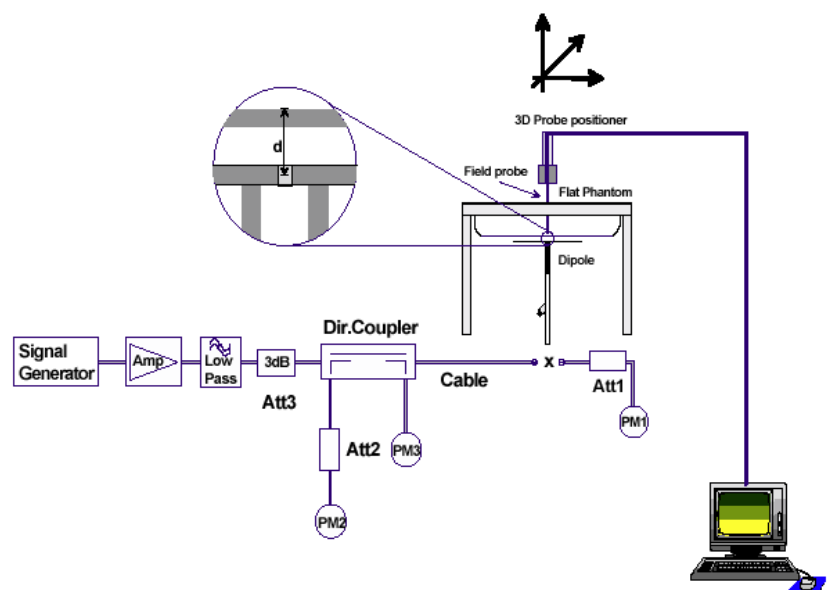 3D Probe positioner
d
Field probe
Flat Phantom
Dipole
Dir.Coupler
Signal
Generator
Amp
Low
Pass
3dB
Att3
Cable
x
Att1
PM1
Att2
PM3
PM2